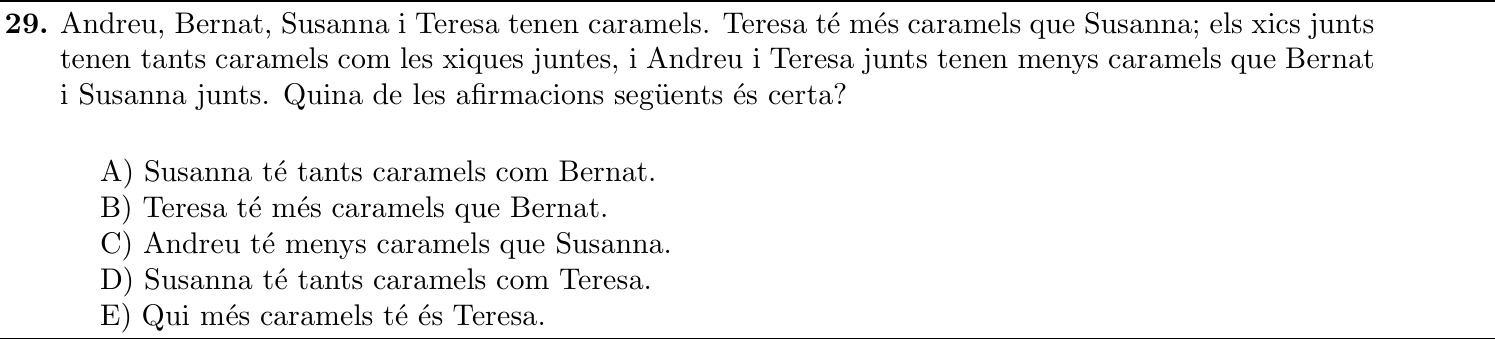 29. Andreu, Bernat, Susanna i Teresa tenen caramels. Teresa té més caramels que Susanna; els xics junts
tenen tants caramels com les xiques juntes, i Andreu i Teresa junts tenen menys caramels que Bernat
i Susanna junts. Quina de les afirmacions següents és certa?
A) Susanna té tants caramels com Bernat.
B) Teresa té més caramels que Bernat.
C) Andreu té menys caramels que Susanna.
D) Susanna té tants caramels com Teresa.
E) Qui més caramels té és Teresa.